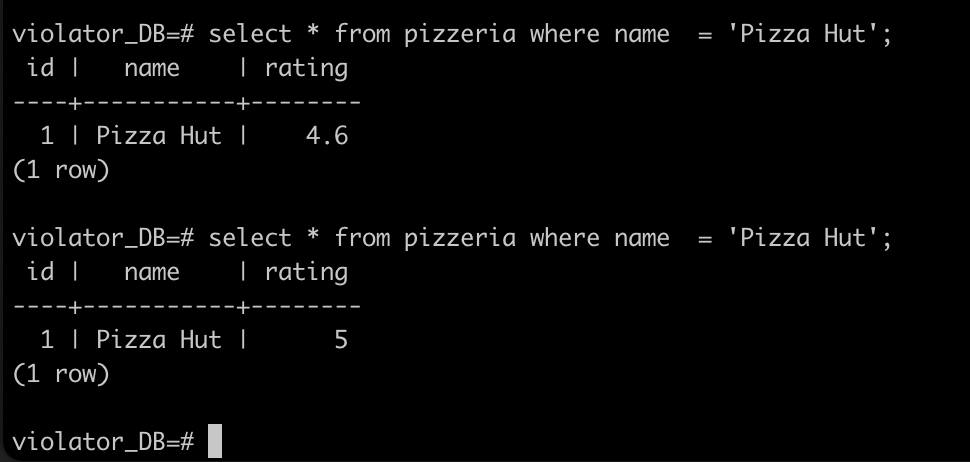 violator_DB=# select * from pizzeria where name  = 'Pizza Hut';
 id |   name    | rating
----+-----------+--------
  1 | Pizza Hut |    4.6
(1 row)

violator_DB=# select * from pizzeria where name  = 'Pizza Hut';
 id |   name    | rating
----+-----------+--------
  1 | Pizza Hut |      5
(1 row)

violator_DB=#